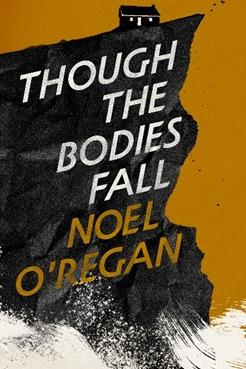 THOUGH
THE
BODIES
FALL
NOEL
O'REGAN